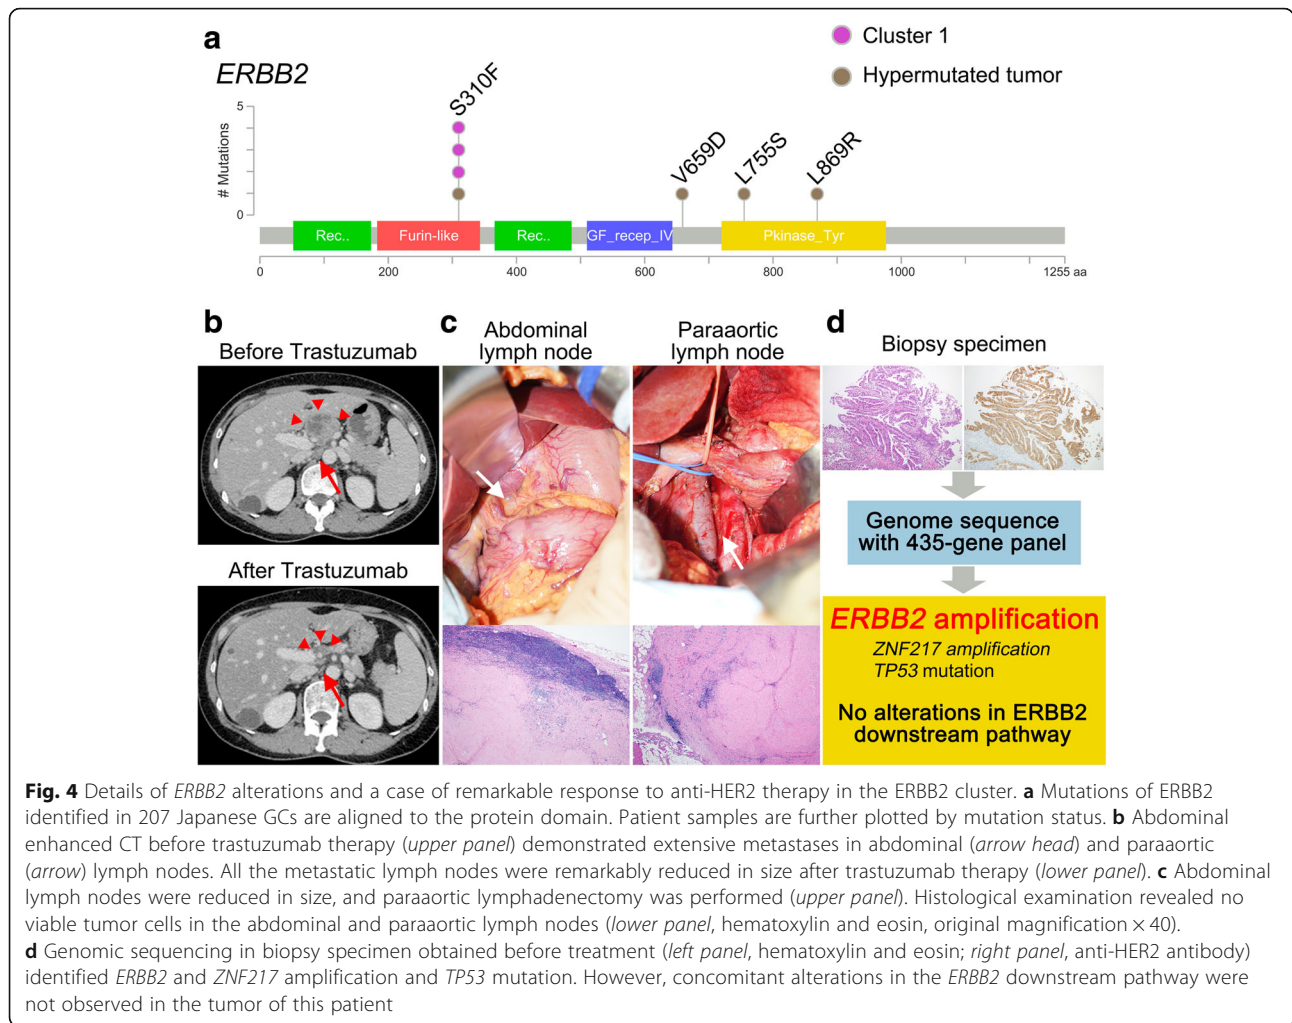 a
ERBB2
Cluster 1
Hypermutated tumor
S310F
V659D
L755S
L869R
# Mutations
5
0
Rec..
Furin-like
Rec..
GF_recep_IV
Pkinase_Tyr
0
200
400
600
800
1000
1255 aa
b
Before Trastuzumab
After Trastuzumab
c
Abdominal
lymph node
Paraaortic
lymph node
d
Biopsy specimen
Genome sequence
with 435-gene panel
ERBB2 amplification
ZNF217 amplification
TP53 mutation
No alterations in ERBB2
downstream pathway
Fig. 4 Details of ERBB2 alterations and a case of remarkable response to anti-HER2 therapy in the ERBB2 cluster. a Mutations of ERBB2
identified in 207 Japanese GCs are aligned to the protein domain. Patient samples are further plotted by mutation status. b Abdominal
enhanced CT before trastuzumab therapy (upper panel) demonstrated extensive metastases in abdominal (arrow head) and paraaortic
(arrow) lymph nodes. All the metastatic lymph nodes were remarkably reduced in size after trastuzumab therapy (lower panel). c Abdominal
lymph nodes were reduced in size, and paraaortic lymphadenectomy was performed (upper panel). Histological examination revealed no
viable tumor cells in the abdominal and paraaortic lymph nodes (lower panel, hematoxylin and eosin, original magnification × 40).
d Genomic sequencing in biopsy specimen obtained before treatment (left panel, hematoxylin and eosin; right panel, anti-HER2 antibody)
identified ERBB2 and ZNF217 amplification and TP53 mutation. However, concomitant alterations in the ERBB2 downstream pathway were
not observed in the tumor of this patient